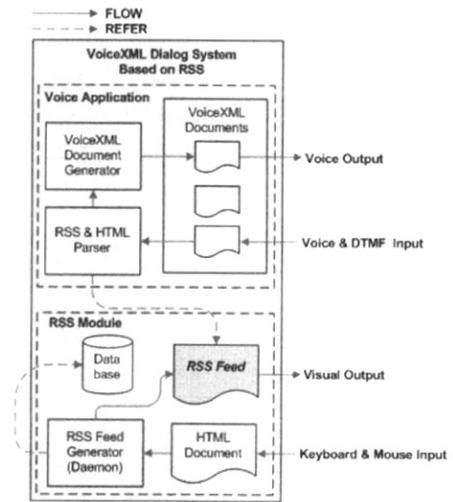 FLOW
REFER
VoiceXML Dialog System
Based on RSS
Voice Application
VoiceXML
Document
Generator
VoiceXML
Documents
Voice Output
RSS & HTML
Parser
Voice & DTMF Input
RSS Module
Data
base
RSS Feed
Visual Output
RSS Feed
Generator
(Daemon)
HTML
Document
Keyboard & Mouse Input